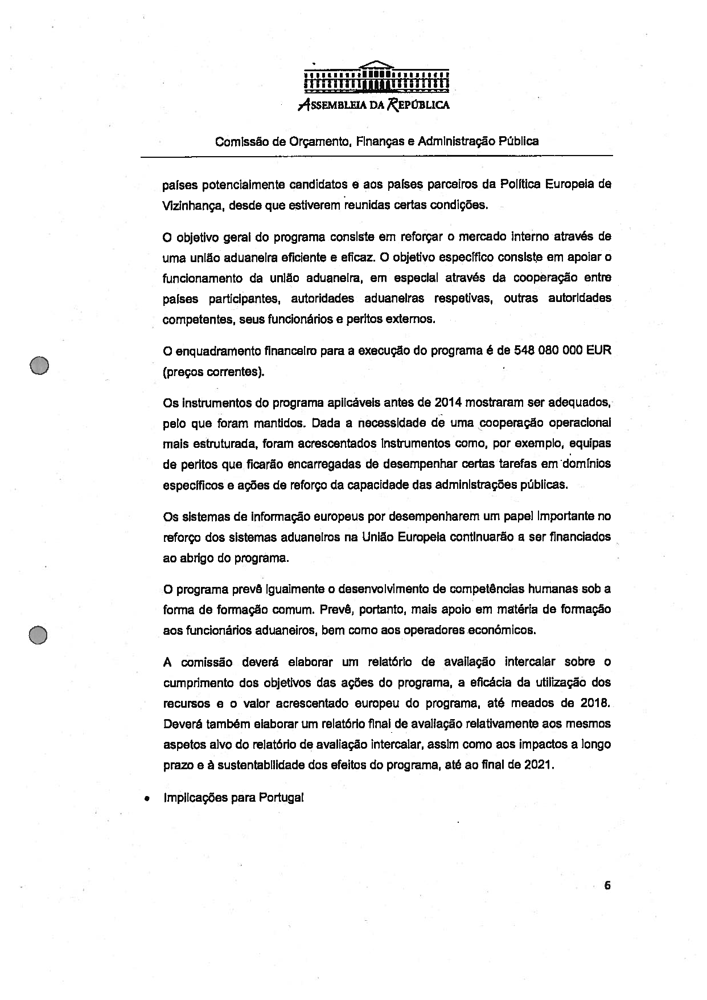 ASSEMBLEIA DA REPÚBLICA
Comissão de Orçamento, Finanças e Administração Pública
países potencialmente candidatos e aos países parceiros da Política Europeia de
Vizinhança, desde que estiverem reunidas certas condições.
O objetivo geral do programa consiste em reforçar o mercado interno através de
uma união aduaneira eficiente e eficaz. O objetivo específico consiste em apoiar o
funcionamento da união aduaneira, em especial através da cooperação entre
países participantes, autoridades aduaneiras respetivas, outras autoridades
competentes, seus funcionários e peritos externos.
O enquadramento financeiro para a execução do programa é de 548 080 000 EUR
(preços correntes).
Os instrumentos do programa aplicáveis antes de 2014 mostraram ser adequados,
pelo que foram mantidos. Dada a necessidade de uma cooperação operacional
mais estruturada, foram acrescentados instrumentos como, por exemplo, equipas
de peritos que ficarão encarregadas de desempenhar certas tarefas em domínios
específicos e ações de reforço da capacidade das administrações públicas.
Os sistemas de informação europeus por desempenharem um papel importante no
reforço dos sistemas aduaneiros na União Europeia continuarão a ser financiados
ao abrigo do programa.
O programa prevê igualmente o desenvolvimento de competências humanas sob a
forma de formação comum. Prevê, portanto, mais apoio em matéria de formação
aos funcionários aduaneiros, bem como aos operadores económicos.
A comissão deverá elaborar um relatório de avaliação intercalar sobre o
cumprimento dos objetivos das ações do programa, a eficácia da utilização dos
recursos e o valor acrescentado europeu do programa, até meados de 2018.
Deverá também elaborar um relatório final de avaliação relativamente aos mesmos
aspetos alvo do relatório de avaliação intercalar, assim como aos impactos a longo
prazo e à sustentabilidade dos efeitos do programa, até ao final de 2021.
• Implicações para Portugal
6